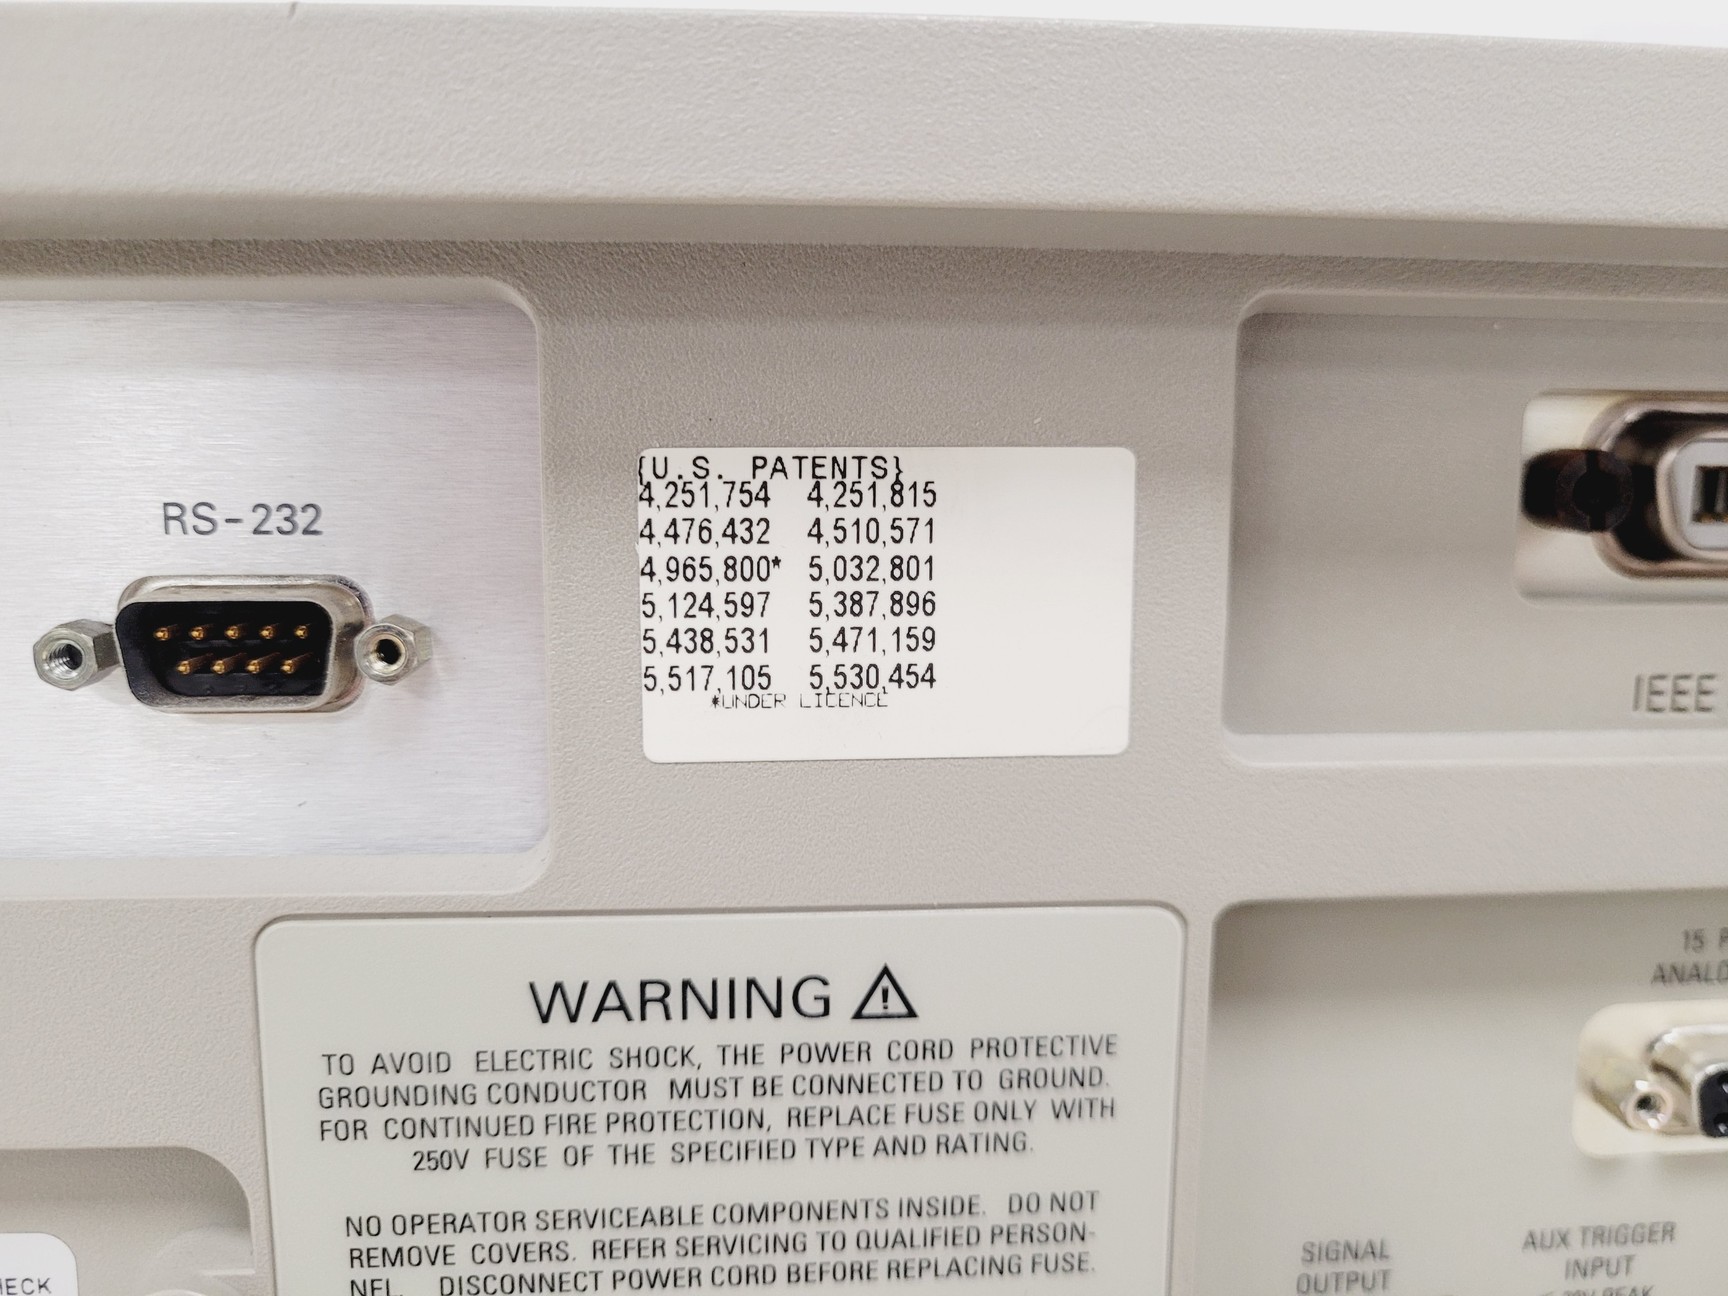 RS-232
{U.S. PATENTS}
4,251,754 4,251,815
4,476,432 4,510,571
4,965,800* 5,032,801
5,124,597 5,387,896
5,438,531 5,471,159
5,517,105 5,530,454
*UNDER LICENCE
IEEE
WARNING
TO AVOID ELECTRIC SHOCK, THE POWER CORD PROTECTIVE
GROUNDING CONDUCTOR MUST BE CONNECTED TO GROUND.
FOR CONTINUED FIRE PROTECTION, REPLACE FUSE ONLY WITH
250V FUSE OF THE SPECIFIED TYPE AND RATING.
NO OPERATOR SERVICEABLE COMPONENTS INSIDE. DO NOT
REMOVE COVERS. REFER SERVICING TO QUALIFIED PERSON-
NEL. DISCONNECT POWER CORD BEFORE REPLACING FUSE.
15
SIGNAL
OUTPUT
AUX TRIGGER
INPUT